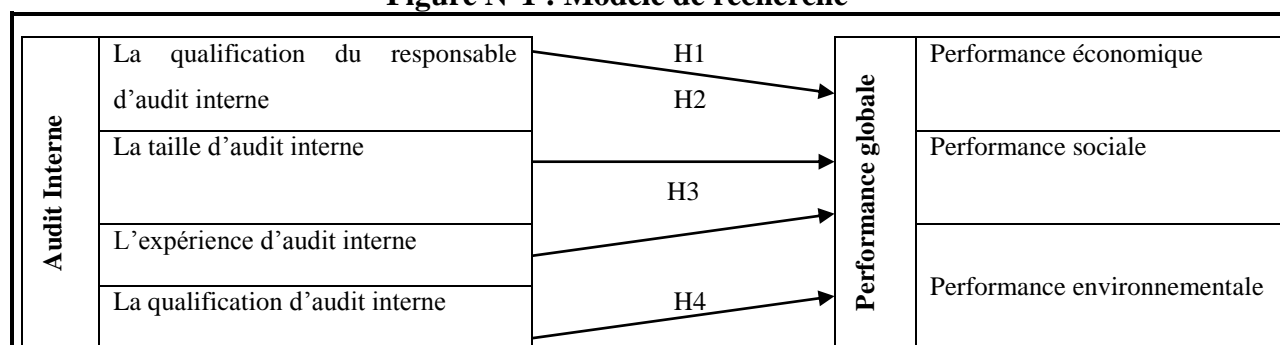 Figure N°1 : Modèle de recherche
Audit Interne
La qualification du responsable
d'audit interne
La taille d'audit interne
L'expérience d'audit interne
La qualification d'audit interne
H1
H2
H3
H4
Performance globale
Performance économique
Performance sociale
Performance environnementale